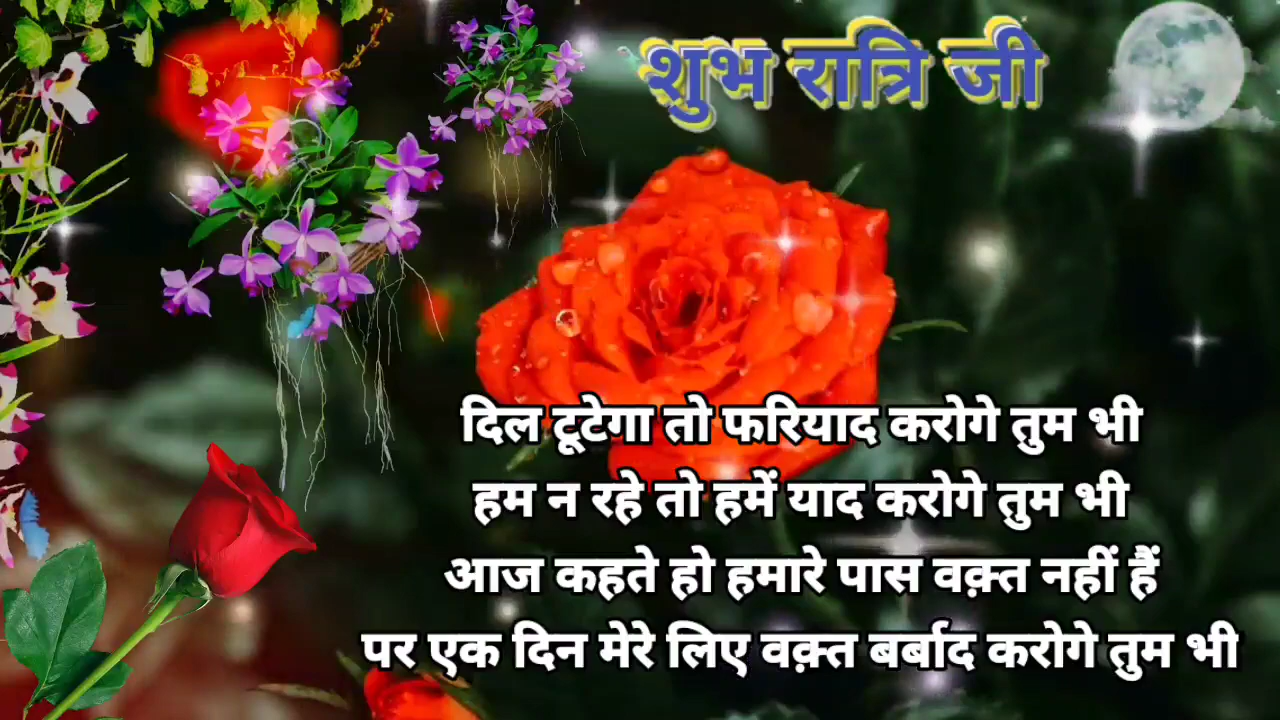 शुभ रात्रि जी
दिल टूटेगा तो फरियाद करोगे तुम भी
हम न रहे तो हमें याद करोगे तुम भी
आज कहते हो हमारे पास वक़्त नहीं हैं
पर एक दिन मेरे लिए वक़्त बर्बाद करोगे तुम भी